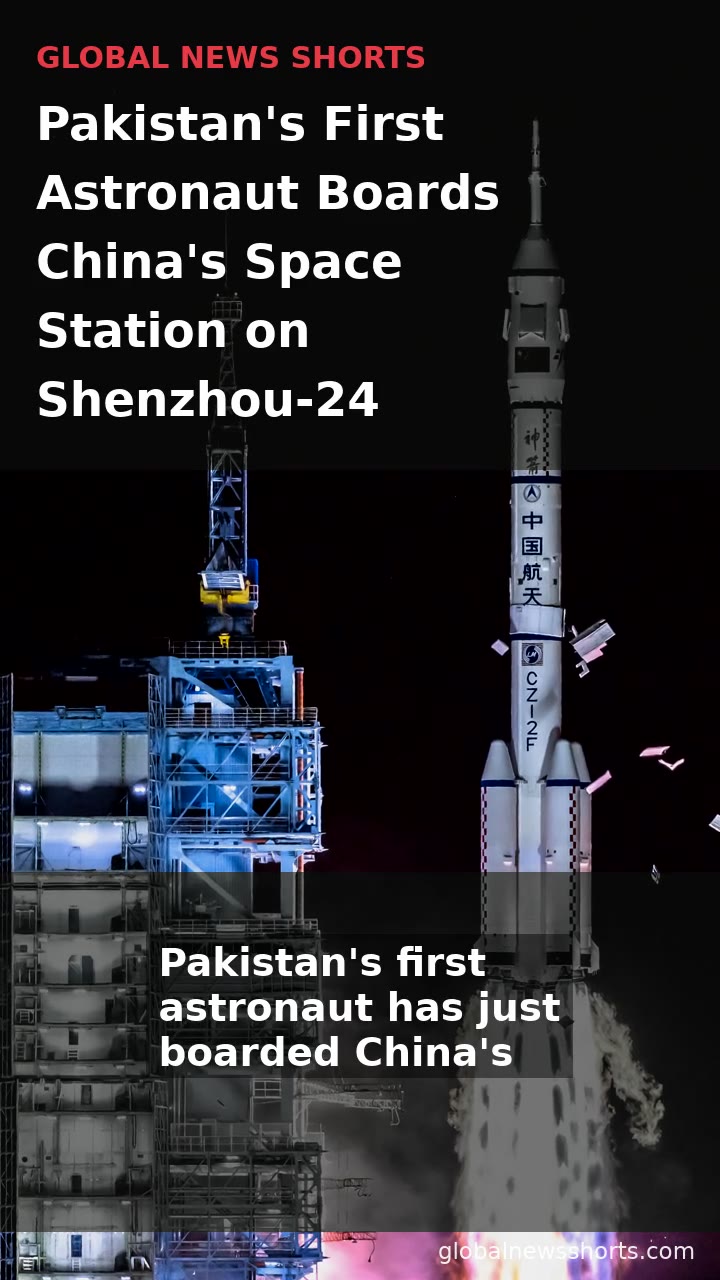 GLOBAL NEWS SHORTS
Pakistan's First
Astronaut Boards
China's Space
Station on
Shenzhou-24
神
箭
中
国
航
天
CZ-2F
Pakistan's first
astronaut has just
boarded China's
globalnewsshorts.com